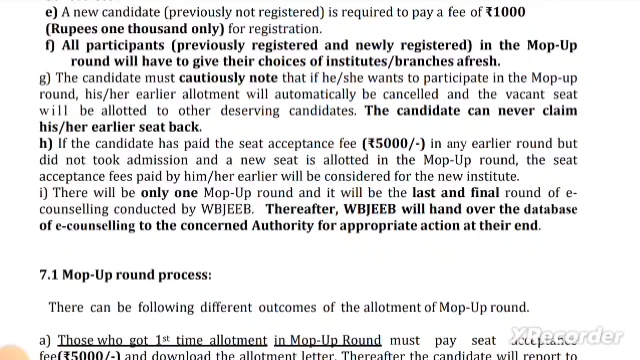 e) A new candidate (previously not registered) is required to pay a fee of ₹1000
(Rupees one thousand only) for registration.
f) All participants (previously registered and newly registered) in the Mop-Up
round will have to give their choices of institutes/branches afresh.
g) The candidate must cautiously note that if he/she wants to participate in the Mop-up
round, his/her earlier allotment will automatically be cancelled and the vacant seat
will be allotted to other deserving candidates. The candidate can never claim
his/her earlier seat back.
h) If the candidate has paid the seat acceptance fee (₹5000/-) in any earlier round but
did not took admission and a new seat is allotted in the Mop-Up round, the seat
acceptance fees paid by him/her earlier will be considered for the new institute.
i) There will be only one Mop-Up round and it will be the last and final round of e-
counselling conducted by WBJEEB. Thereafter, WBJEEB will hand over the database
of e-counselling to the concerned Authority for appropriate action at their end.
7.1 Mop-Up round process:
There can be following different outcomes of the allotment of Mop-Up round.
a) Those who got 1st time allotment in Mop-Up Round must pay seat acceptance
XRecorder
fee(₹5000/-) and download the allotment letter. Thereafter the candidate will report to